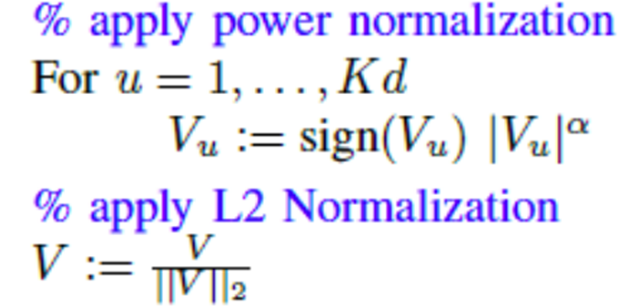 % apply power normalization
For u = 1, . . . , Kd
V_u := sign(V_u) |V_u|^α
% apply L2 Normalization
V := V / ||V||_2